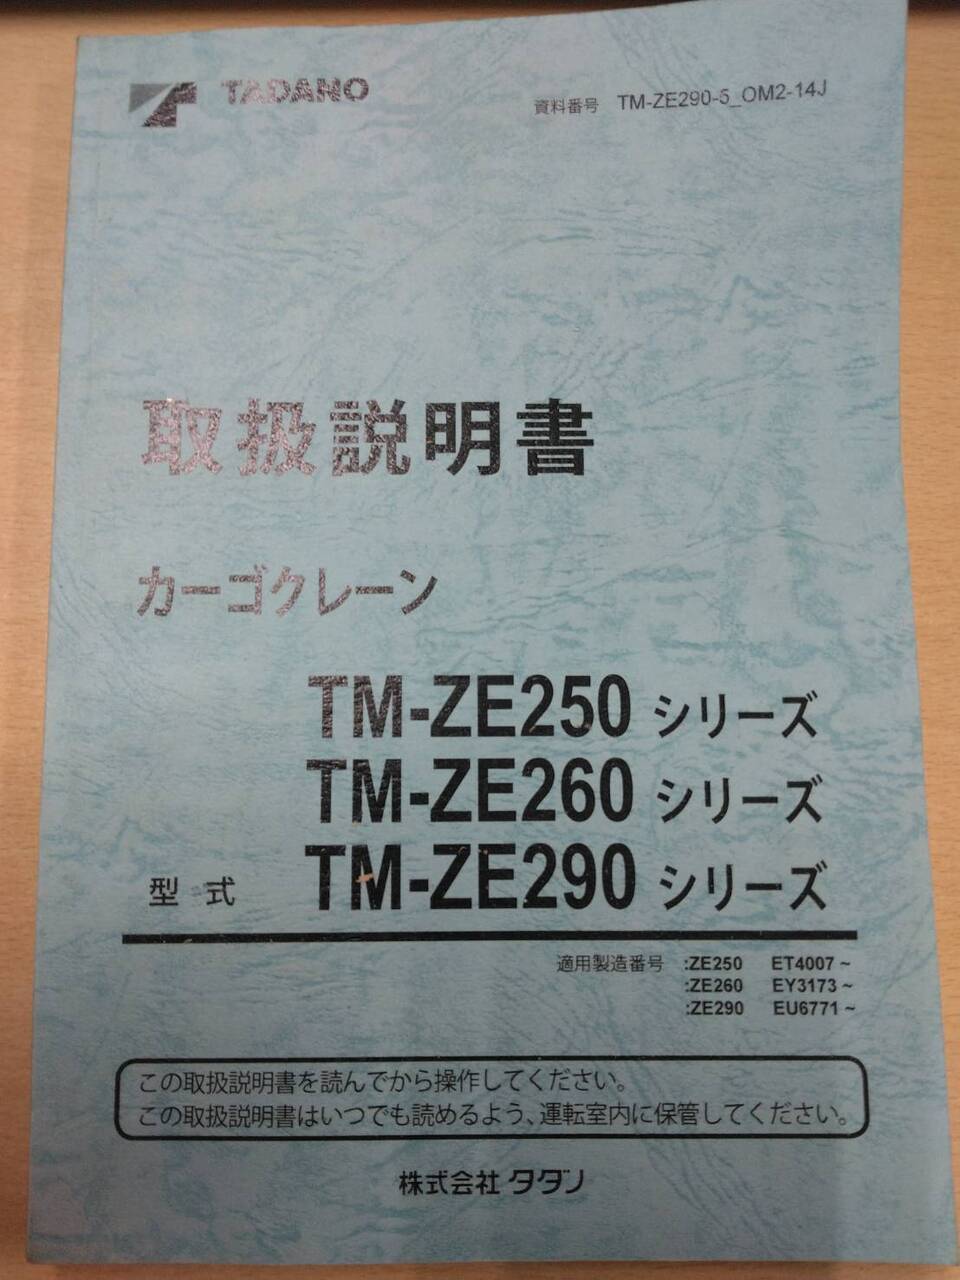 TADANO
資料番号 TM-ZE290-5_OM2-14J
取扱説明書
カーゴクレーン
TM-ZE250 シリーズ
TM-ZE260 シリーズ
型式 TM-ZE290 シリーズ
適用製造番号 :ZE250 ET4007~
:ZE260 EY3173~
:ZE290 EU6771~
この取扱説明書を読んでから操作してください。
この取扱説明書はいつでも読めるよう、運転室内に保管してください。
株式会社 タダノ